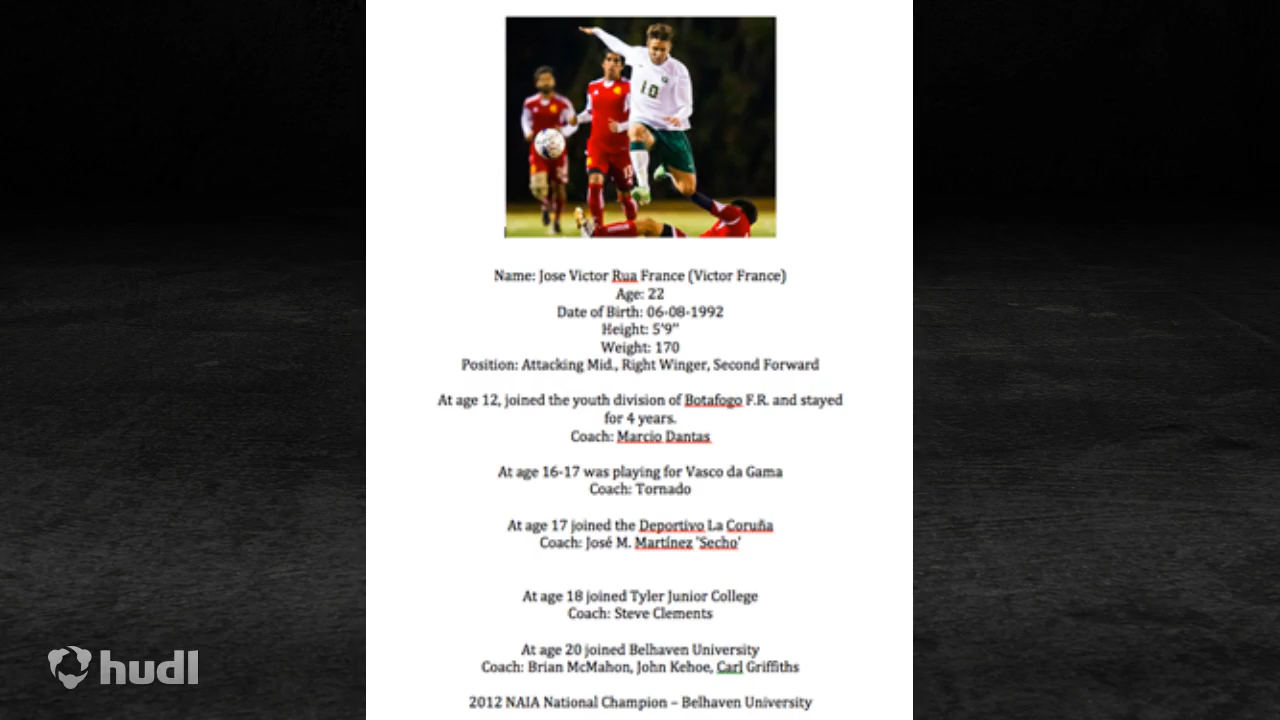 10
Name: Jose Victor Rua France (Victor France)
Age: 22
Date of Birth: 06-08-1992
Height: 5'9"
Weight: 170
Position: Attacking Mid., Right Winger, Second Forward
At age 12, joined the youth division of Botafogo F.R. and stayed
for 4 years.
Coach: Marcio Dantas
At age 16-17 was playing for Vasco da Gama
Coach: Tornado
At age 17 joined the Deportivo La Coruña
Coach: José M. Martínez 'Secho'
At age 18 joined Tyler Junior College
Coach: Steve Clements
At age 20 joined Belhaven University
Coach: Brian McMahon, John Kehoe, Carl Griffiths
2012 NAIA National Champion – Belhaven University
hudl